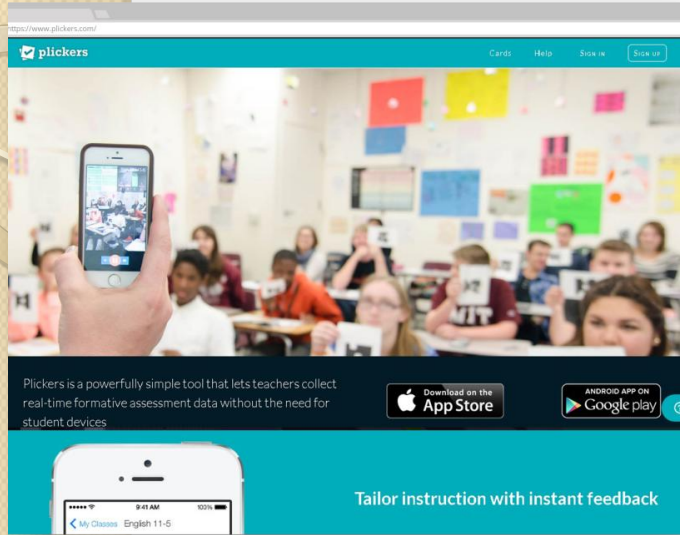 https://www.plickers.com/
plickers
Cards Help SIGN IN SIGN UP
MIT
Plickers is a powerfully simple tool that lets teachers collect
real-time formative assessment data without the need for
student devices
Download on the
App Store
ANDROID APP ON
Google play
9:41 AM 100%
My Classes English 11-5
Tailor instruction with instant feedback